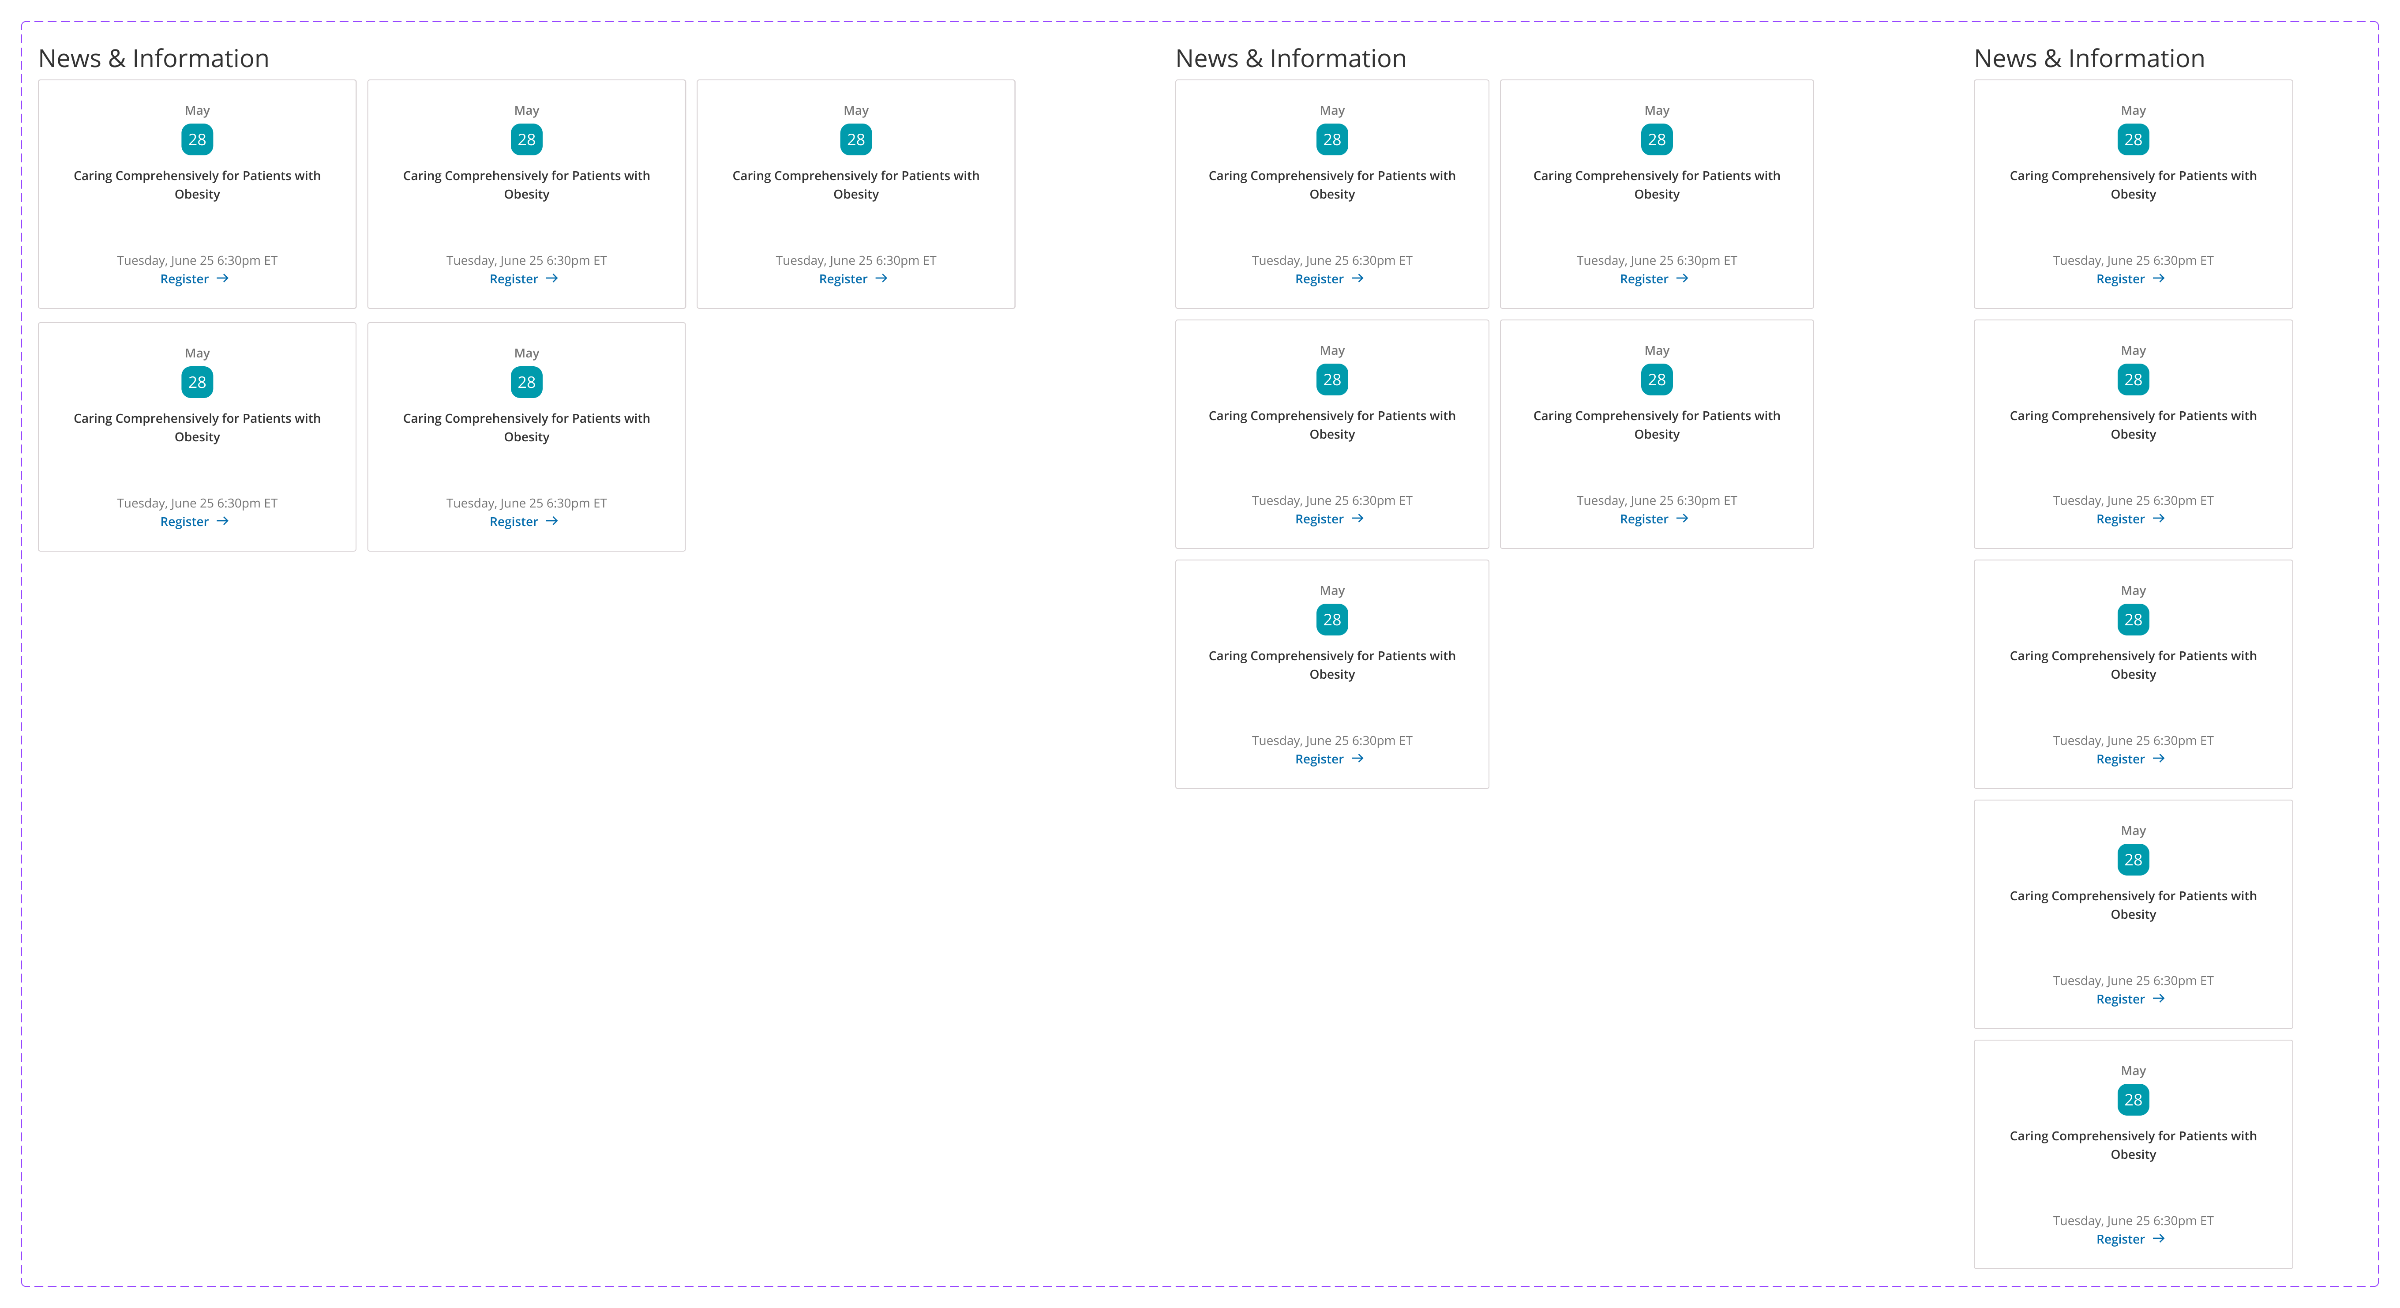 News & Information
May
28
Caring Comprehensively for Patients with
Obesity
Tuesday, June 25 6:30pm ET
Register →
May
28
Caring Comprehensively for Patients with
Obesity
Tuesday, June 25 6:30pm ET
Register →
May
28
Caring Comprehensively for Patients with
Obesity
Tuesday, June 25 6:30pm ET
Register →
May
28
Caring Comprehensively for Patients with
Obesity
Tuesday, June 25 6:30pm ET
Register →
May
28
Caring Comprehensively for Patients with
Obesity
Tuesday, June 25 6:30pm ET
Register →
News & Information
May
28
Caring Comprehensively for Patients with
Obesity
Tuesday, June 25 6:30pm ET
Register →
May
28
Caring Comprehensively for Patients with
Obesity
Tuesday, June 25 6:30pm ET
Register →
May
28
Caring Comprehensively for Patients with
Obesity
Tuesday, June 25 6:30pm ET
Register →
May
28
Caring Comprehensively for Patients with
Obesity
Tuesday, June 25 6:30pm ET
Register →
May
28
Caring Comprehensively for Patients with
Obesity
Tuesday, June 25 6:30pm ET
Register →
News & Information
May
28
Caring Comprehensively for Patients with
Obesity
Tuesday, June 25 6:30pm ET
Register →
May
28
Caring Comprehensively for Patients with
Obesity
Tuesday, June 25 6:30pm ET
Register →
May
28
Caring Comprehensively for Patients with
Obesity
Tuesday, June 25 6:30pm ET
Register →
May
28
Caring Comprehensively for Patients with
Obesity
Tuesday, June 25 6:30pm ET
Register →
May
28
Caring Comprehensively for Patients with
Obesity
Tuesday, June 25 6:30pm ET
Register →